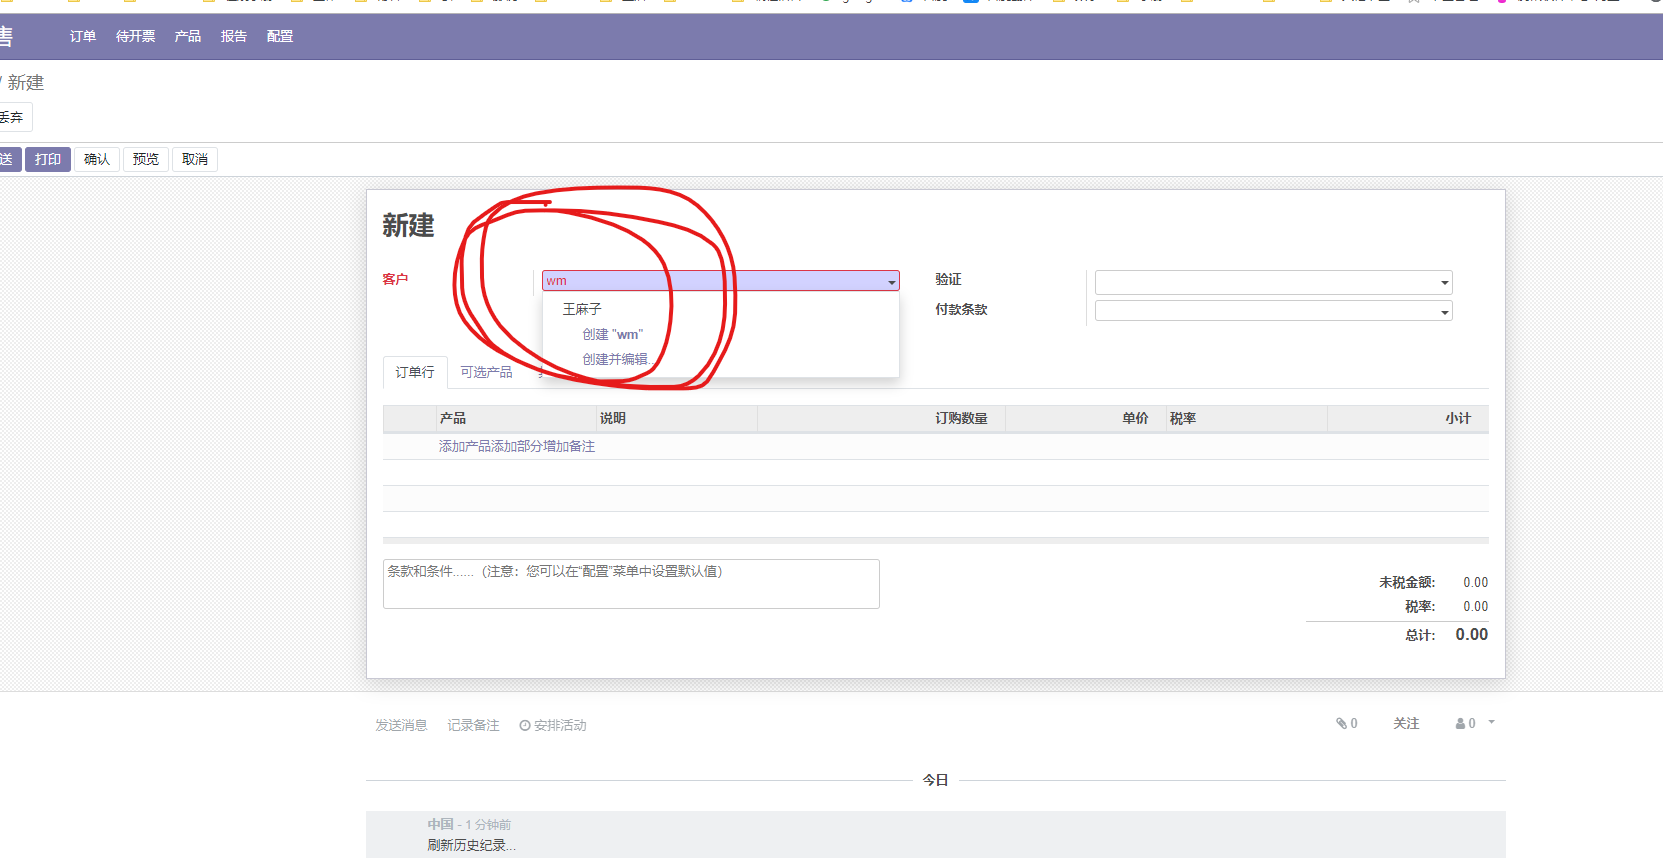 售 订单 待开票 产品 报告 配置
/ 新建
丢弃
送 打印 确认 预览 取消
新建
客户 wm 验证
王麻子 付款条款
创建 "wm"
创建并编辑...
订单行 可选产品
产品 说明 订购数量 单价 税率 小计
添加产品添加部分增加备注
条款和条件......（注意：您可以在“配置”菜单中设置默认值）
未税金额: 0.00
税率: 0.00
总计: 0.00
发送消息 记录备注 安排活动 0 关注 0
今日
中国 - 1 分钟前
刷新历史纪录...